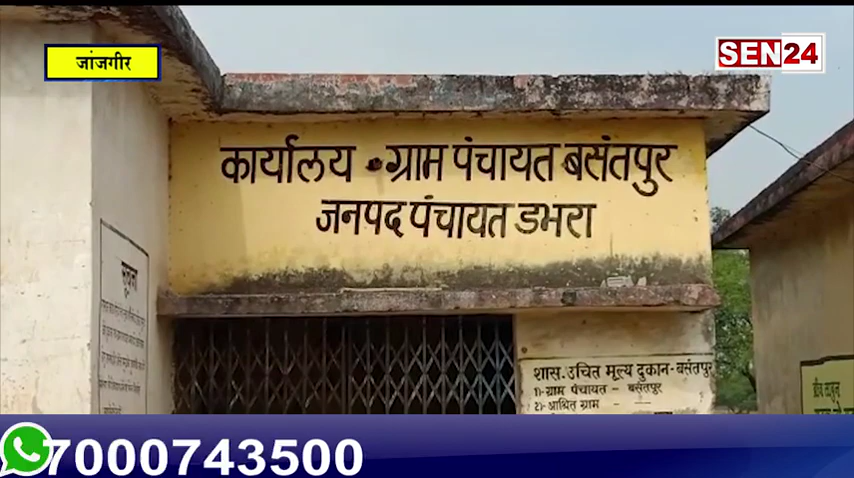 जांजगीर
SEN24
कार्यालय ग्राम पंचायत बसंतपुर
जनपद पंचायत डभरा
सूचना
शास. उचित मूल्य दुकान-बसंतपुर
1)- ग्राम पंचायत - बसंतपुर
2)- आश्रित ग्राम -
7000743500